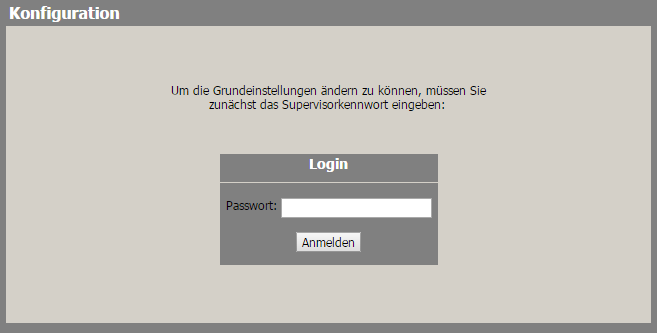 Konfiguration
Um die Grundeinstellungen ändern zu können, müssen Sie
zunächst das Supervisorkennwort eingeben:
Login
Passwort:
Anmelden